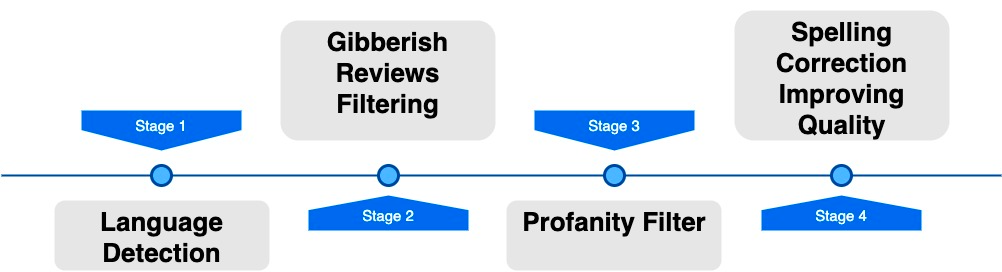 Stage 1
Language
Detection
Gibberish
Reviews
Filtering
Stage 2
Stage 3
Profanity Filter
Spelling
Correction
Improving
Quality
Stage 4